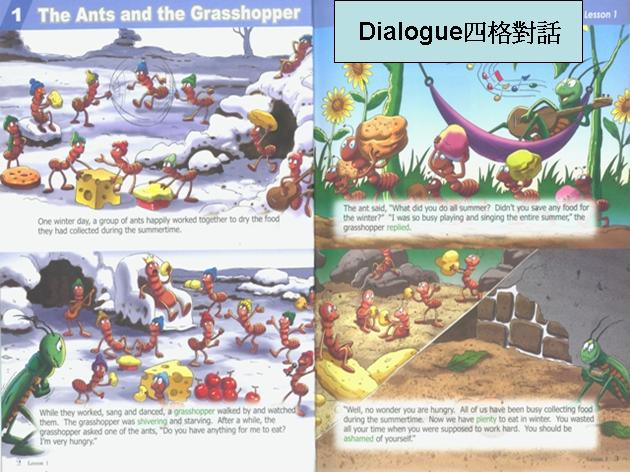 1 The Ants and the Grasshopper
One winter day, a group of ants happily worked together to dry the food
they had collected during the summertime.
While they worked, sang and danced, a grasshopper walked by and watched
them. The grasshopper was shivering and starving. After a while, the
grasshopper asked one of the ants, "Do you have anything for me to eat?
I'm very hungry."
2 Lesson 1
Dialogue四格對話
Lesson 1
The ant said, "What did you do all summer? Didn't you save any food for
the winter?" "I was so busy playing and singing the entire summer," the
grasshopper replied.
"Well, no wonder you are hungry. All of us have been busy collecting food
during the summertime. Now we have plenty to eat in winter. You wasted
all your time when you were supposed to work hard. You should be
ashamed of yourself."
Lesson 1 3